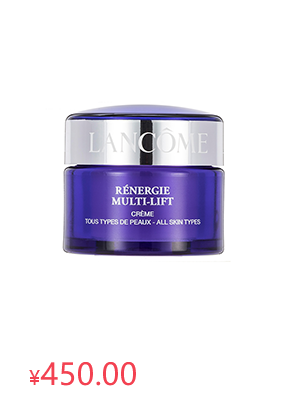 LANCÔME
RÉNERGIE
MULTI-LIFT
CRÈME
TOUS TYPES DE PEAUX - ALL SKIN TYPES
¥450.00